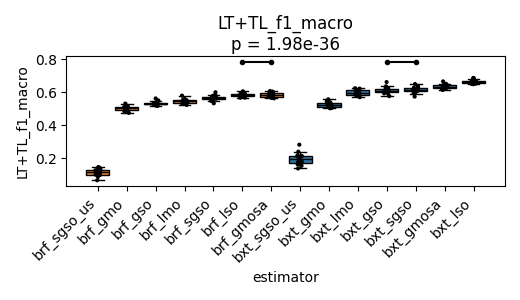 LT+TL_f1_macro
p = 1.98e-36
LT+TL_f1_macro
0.8
0.6
0.4
0.2
brf_sgso_us
brf_gmo
brf_gso
brf_lmo
brf_sgso
brf_lso
brf_gmosa
bxt_sgso_us
bxt_gmo
bxt_lmo
bxt_gso
bxt_sgso
bxt_gmosa
bxt_lso
estimator